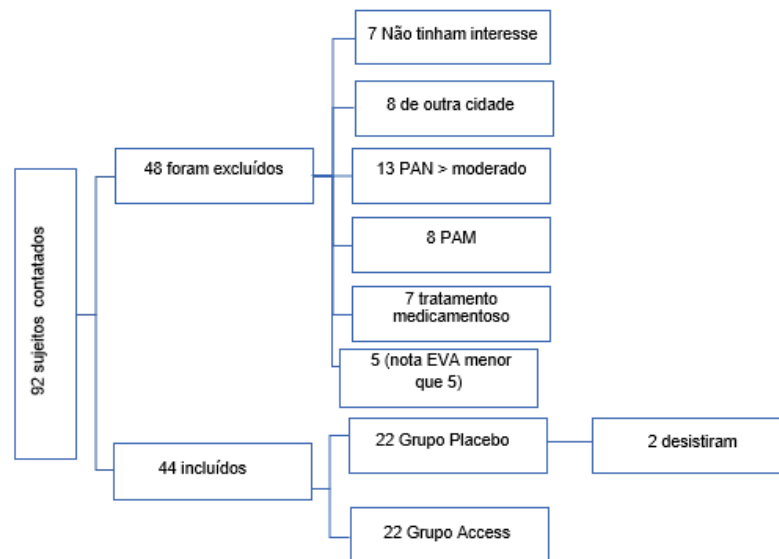 92 sujeitos contatados
48 foram excluídos
7 Não tinham interesse
8 de outra cidade
13 PAN > moderado
8 PAM
7 tratamento
medicamentoso
5 (nota EVA menor
que 5)
44 incluídos
22 Grupo Placebo
2 desistiram
22 Grupo Access